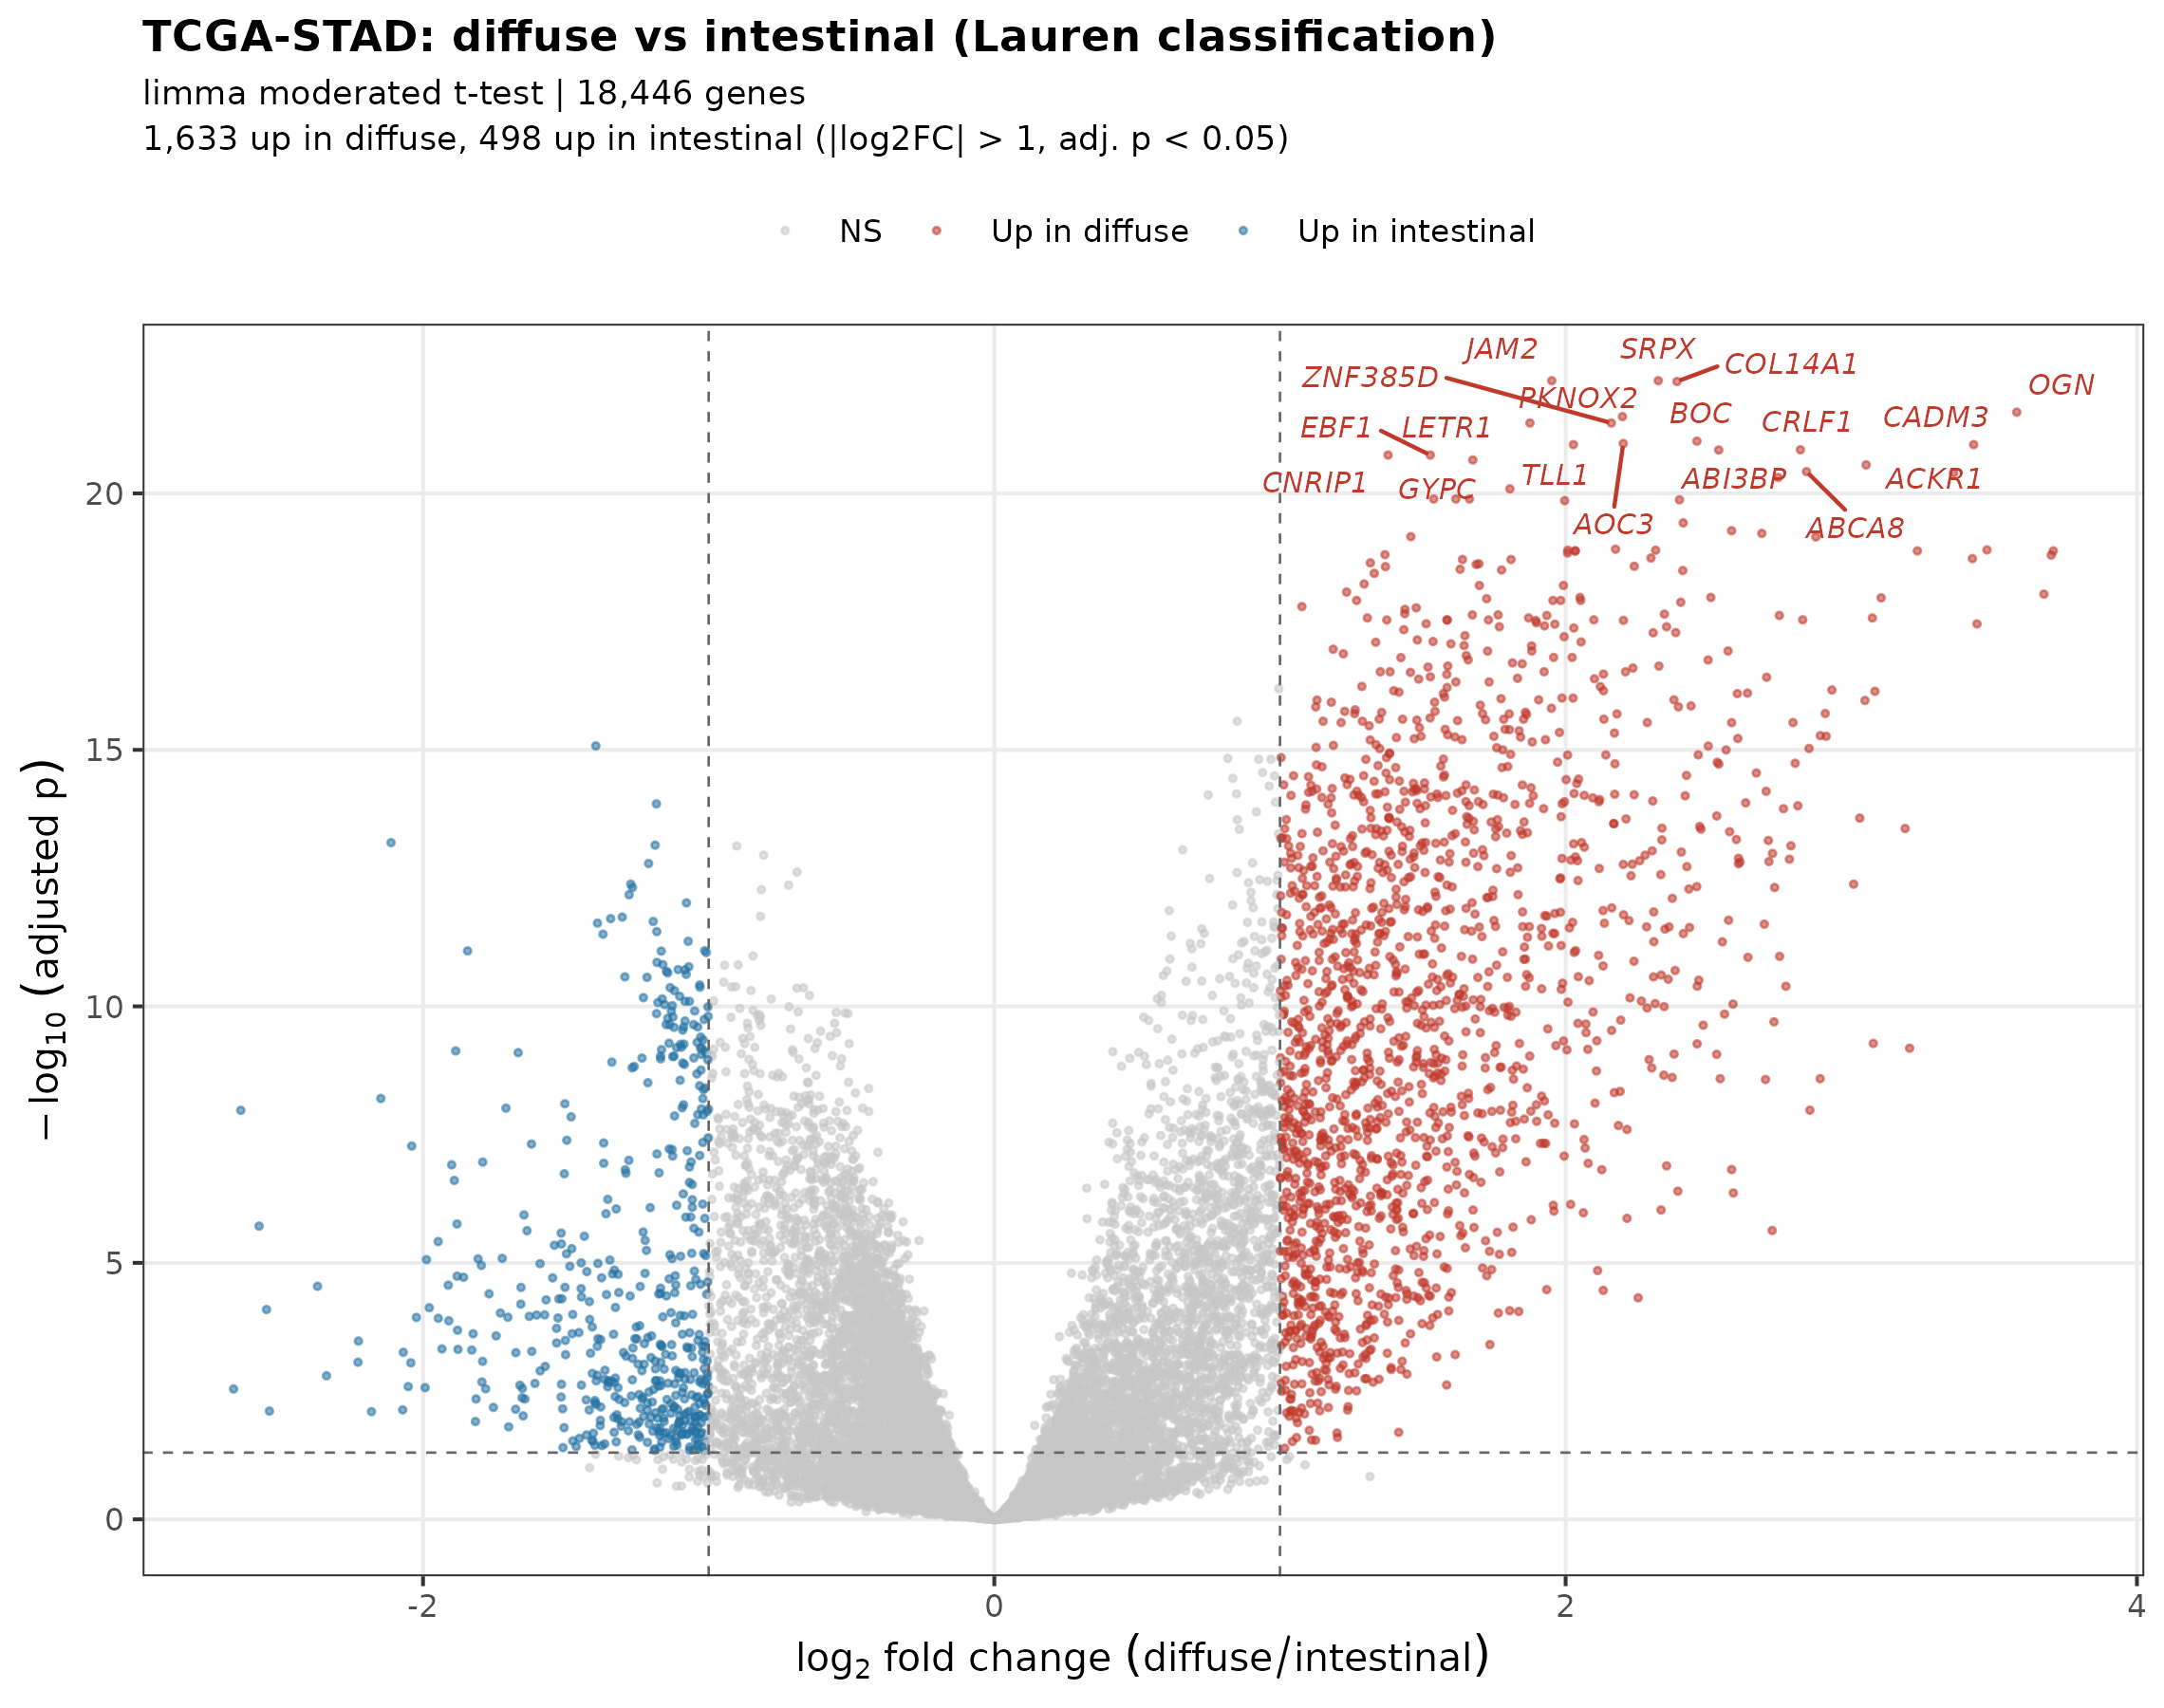 TCGA-STAD: diffuse vs intestinal (Lauren classification)
limma moderated t-test | 18,446 genes
1,633 up in diffuse, 498 up in intestinal (|log2FC| > 1, adj. p < 0.05)
NS Up in diffuse Up in intestinal
JAM2 SRPX COL14A1
ZNF385D OGN
PKNOX2 BOC CRLF1 CADM3
EBF1 LETR1
CNRIP1 GYPC TLL1 ABI3BP ACKR1
AOC3 ABCA8
20
15
10
5
0
−log₁₀ (adjusted p)
-2 0 2 4
log₂ fold change (diffuse/intestinal)